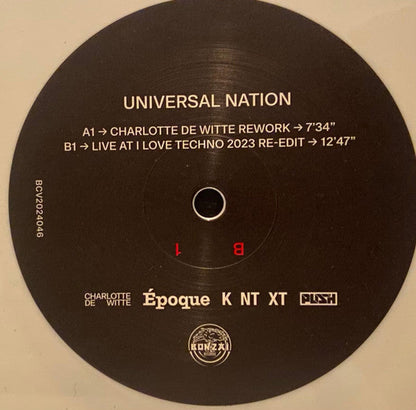 UNIVERSAL NATION
A1 → CHARLOTTE DE WITTE REWORK → 7'34"
B1 → LIVE AT I LOVE TECHNO 2023 RE-EDIT → 12'47"
BCV2024046
B 1
CHARLOTTE
DE WITTE
Époque
K NT XT
PUSH
BONZAI